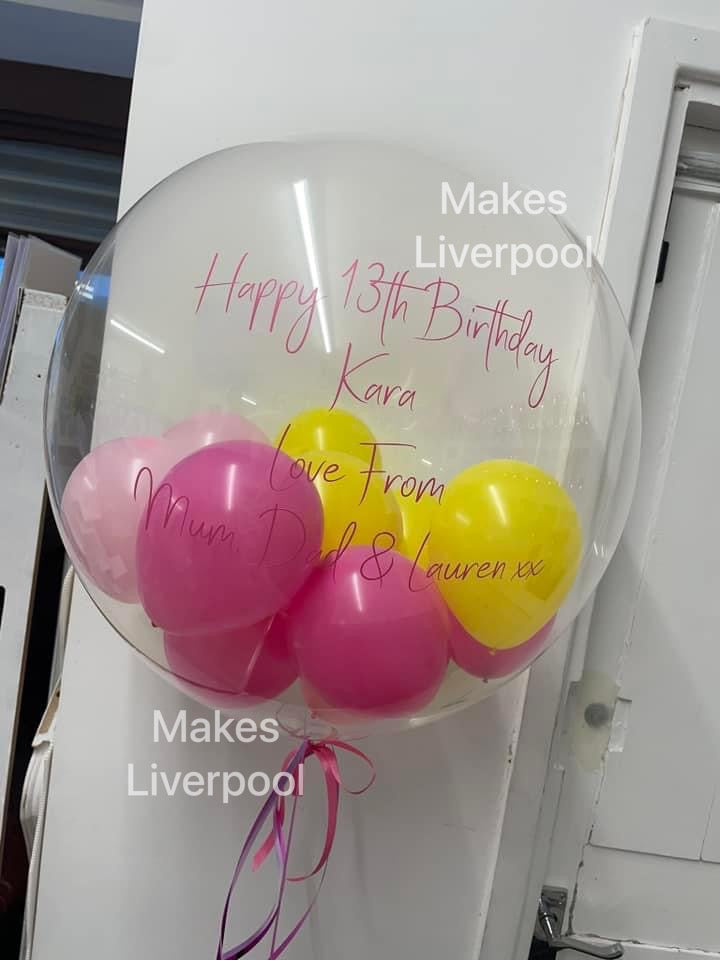 Makes
Liverpool
Happy 13th Birthday
Kara
Love From
Mum, Dad & Lauren xx
Makes
Liverpool